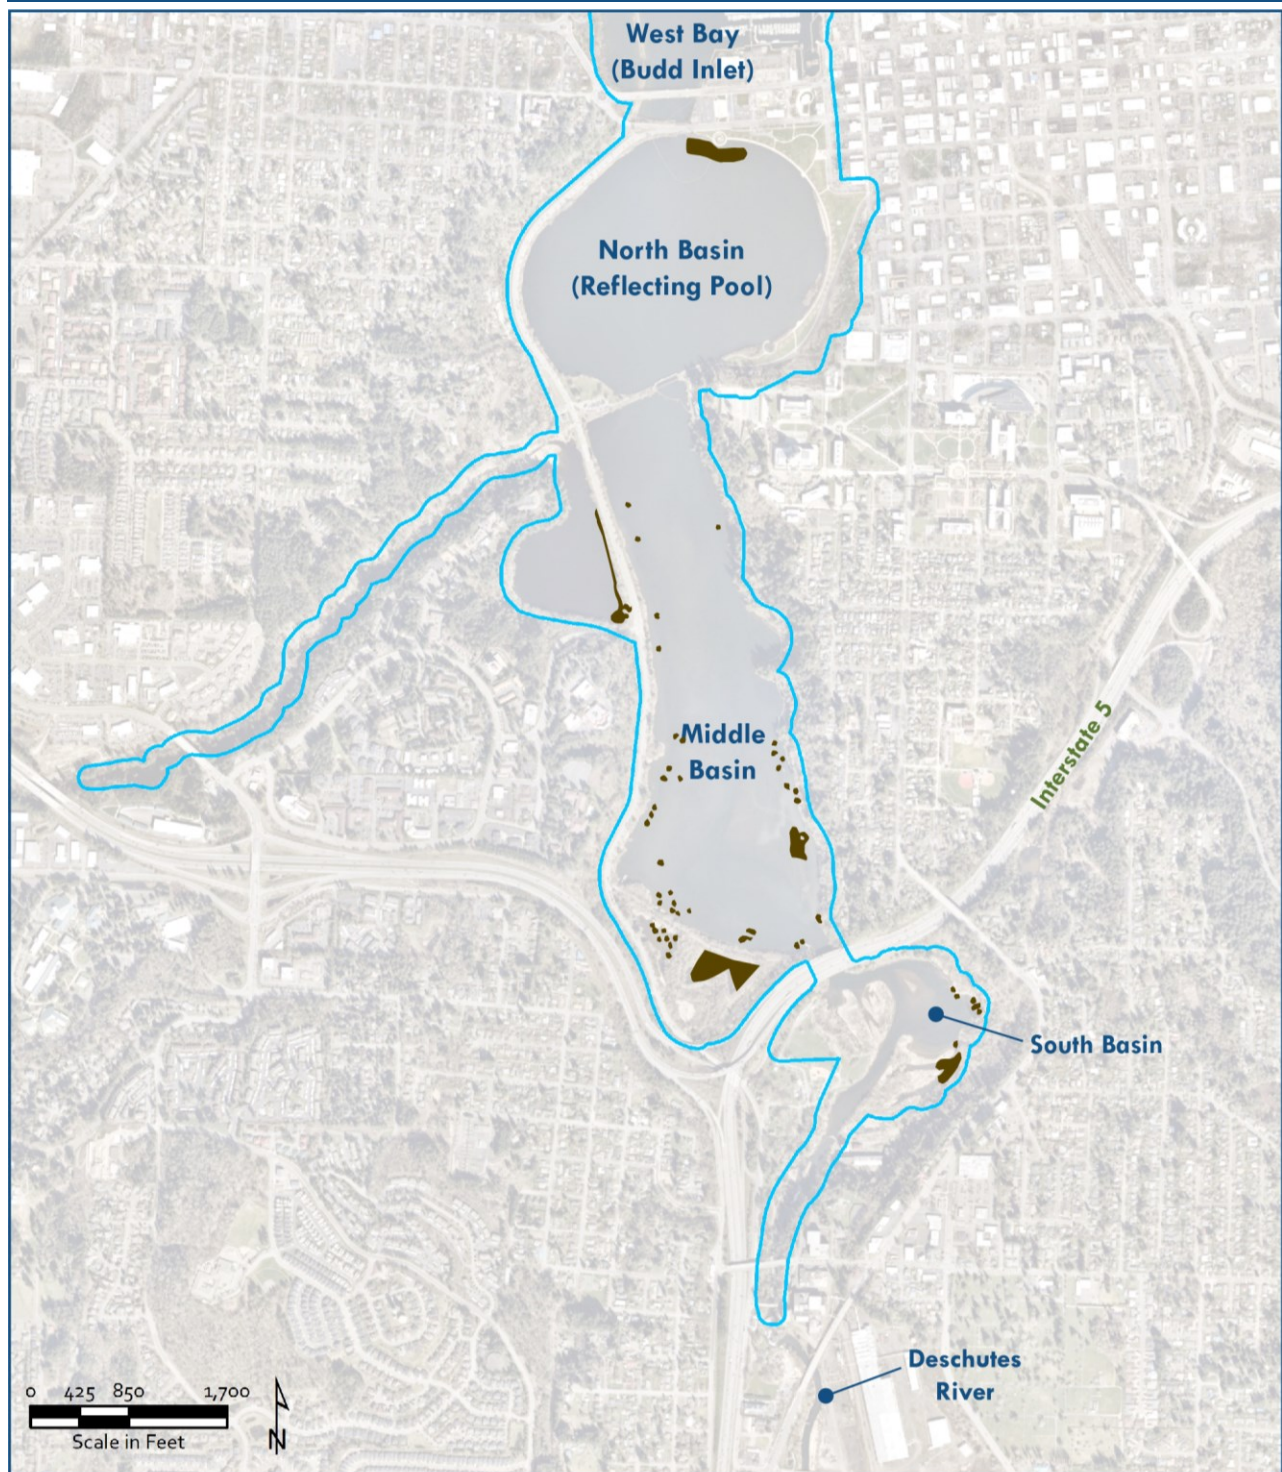 West Bay
(Budd Inlet)
North Basin
(Reflecting Pool)
Middle
Basin
Interstate 5
South Basin
Deschutes
River
0 425 850 1,700
Scale in Feet
N